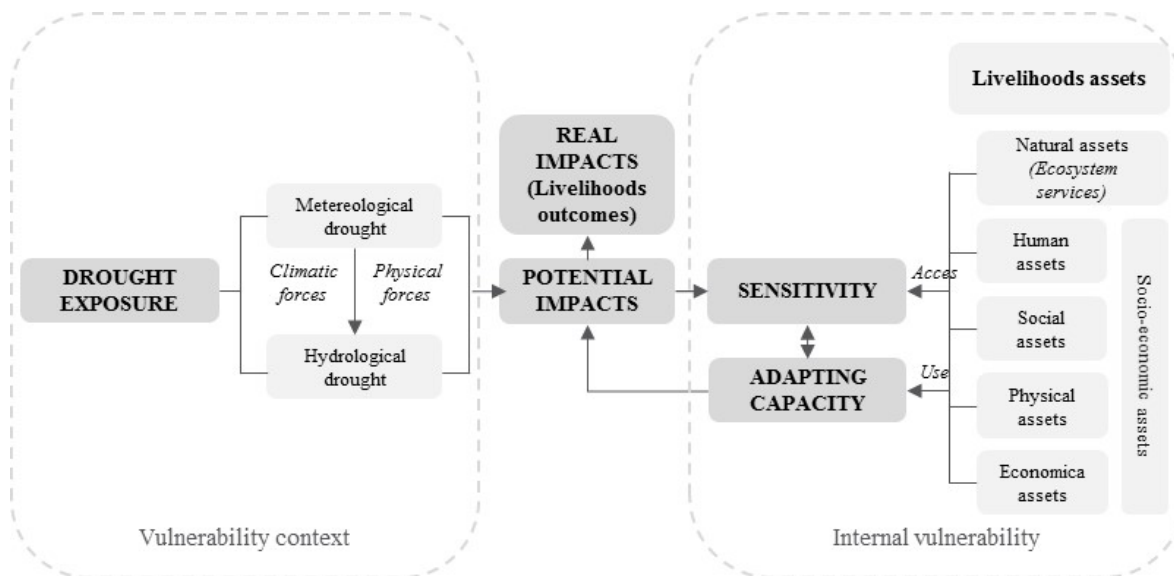 DROUGHT
EXPOSURE
Metereological
drought
Climatic
forces
Physical
forces
Hydrological
drought
Vulnerability context
REAL
IMPACTS
(Livelihoods
outcomes)
POTENTIAL
IMPACTS
SENSITIVITY
ADAPTING
CAPACITY
Acces
Use
Livelihoods assets
Natural assets
(Ecosystem
services)
Human
assets
Social
assets
Physical
assets
Economica
assets
Socio-economic assets
Internal vulnerability